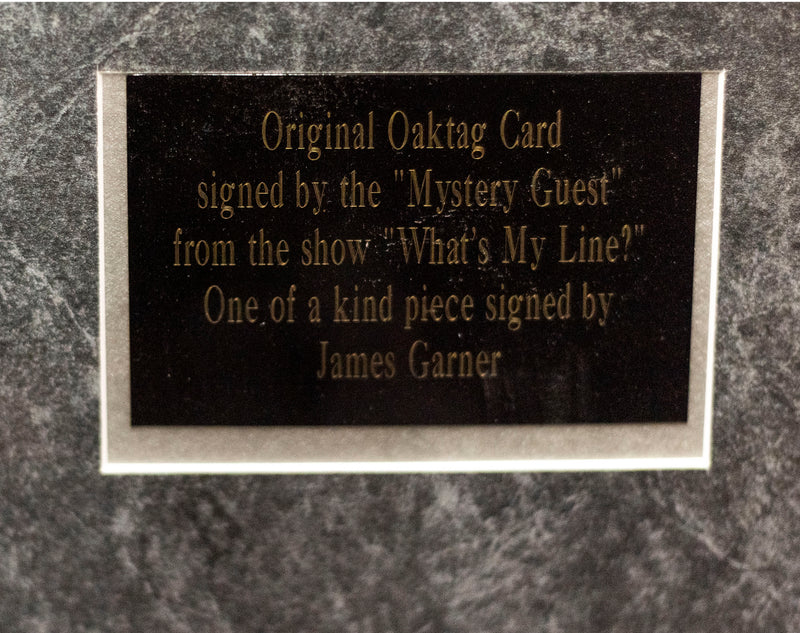 Original Oaktag Card
signed by the "Mystery Guest"
from the show "What's My Line?"
One of a kind piece signed by
James Garner